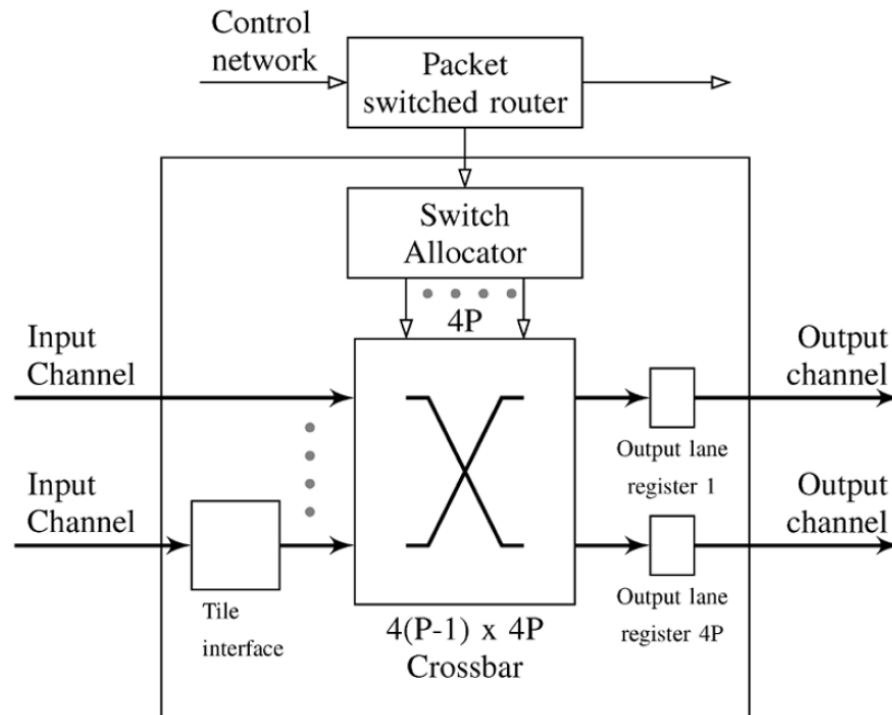 Control
network
Packet
switched router
Switch
Allocator
4P
Input
Channel
Output
channel
Output lane
register 1
Input
Channel
Output
channel
Tile
interface
Output lane
register 4P
4(P-1) x 4P
Crossbar